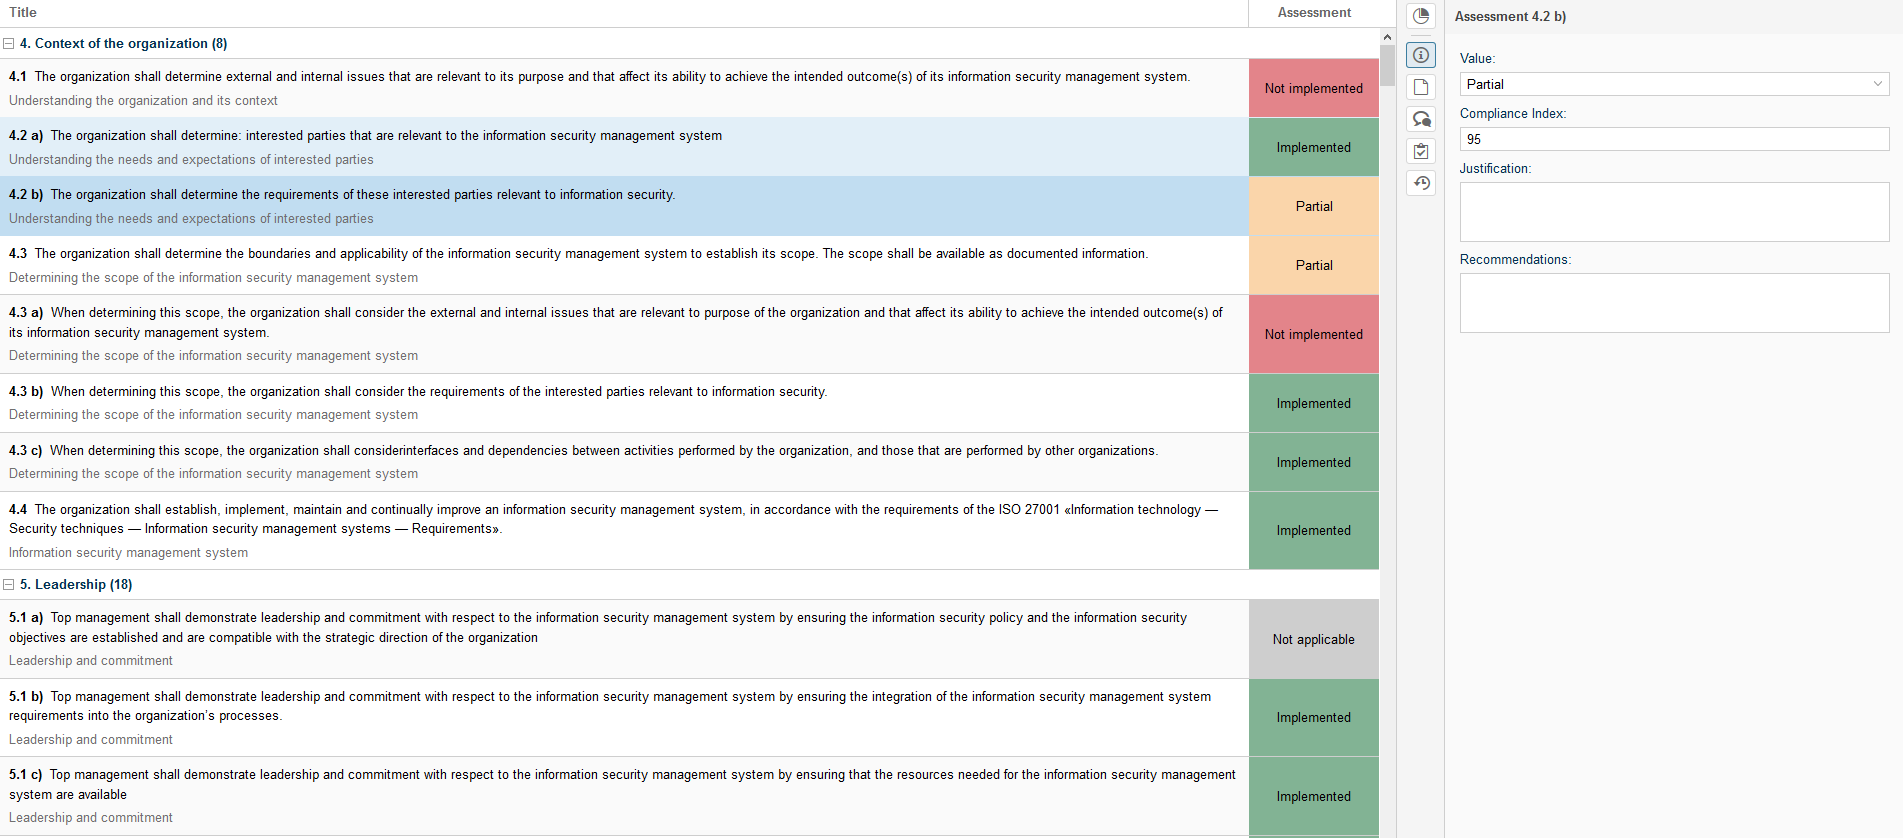 Title
Assessment
4. Context of the organization (8)
4.1 The organization shall determine external and internal issues that are relevant to its purpose and that affect its ability to achieve the intended outcome(s) of its information security management system.
Understanding the organization and its context
Not implemented
4.2 a) The organization shall determine: interested parties that are relevant to the information security management system
Understanding the needs and expectations of interested parties
Implemented
4.2 b) The organization shall determine the requirements of these interested parties relevant to information security.
Understanding the needs and expectations of interested parties
Partial
4.3 The organization shall determine the boundaries and applicability of the information security management system to establish its scope. The scope shall be available as documented information.
Determining the scope of the information security management system
Partial
4.3 a) When determining this scope, the organization shall consider the external and internal issues that are relevant to purpose of the organization and that affect its ability to achieve the intended outcome(s) of
its information security management system.
Determining the scope of the information security management system
Not implemented
4.3 b) When determining this scope, the organization shall consider the requirements of the interested parties relevant to information security.
Determining the scope of the information security management system
Implemented
4.3 c) When determining this scope, the organization shall considerinterfaces and dependencies between activities performed by the organization, and those that are performed by other organizations.
Determining the scope of the information security management system
Implemented
4.4 The organization shall establish, implement, maintain and continually improve an information security management system, in accordance with the requirements of the ISO 27001 «Information technology —
Security techniques — Information security management systems — Requirements».
Information security management system
Implemented
5. Leadership (18)
5.1 a) Top management shall demonstrate leadership and commitment with respect to the information security management system by ensuring the information security policy and the information security
objectives are established and are compatible with the strategic direction of the organization
Leadership and commitment
Not applicable
5.1 b) Top management shall demonstrate leadership and commitment with respect to the information security management system by ensuring the integration of the information security management system
requirements into the organization's processes.
Leadership and commitment
Implemented
5.1 c) Top management shall demonstrate leadership and commitment with respect to the information security management system by ensuring that the resources needed for the information security management
system are available
Leadership and commitment
Implemented
Assessment 4.2 b)
Value:
Partial
Compliance Index:
95
Justification:
Recommendations: